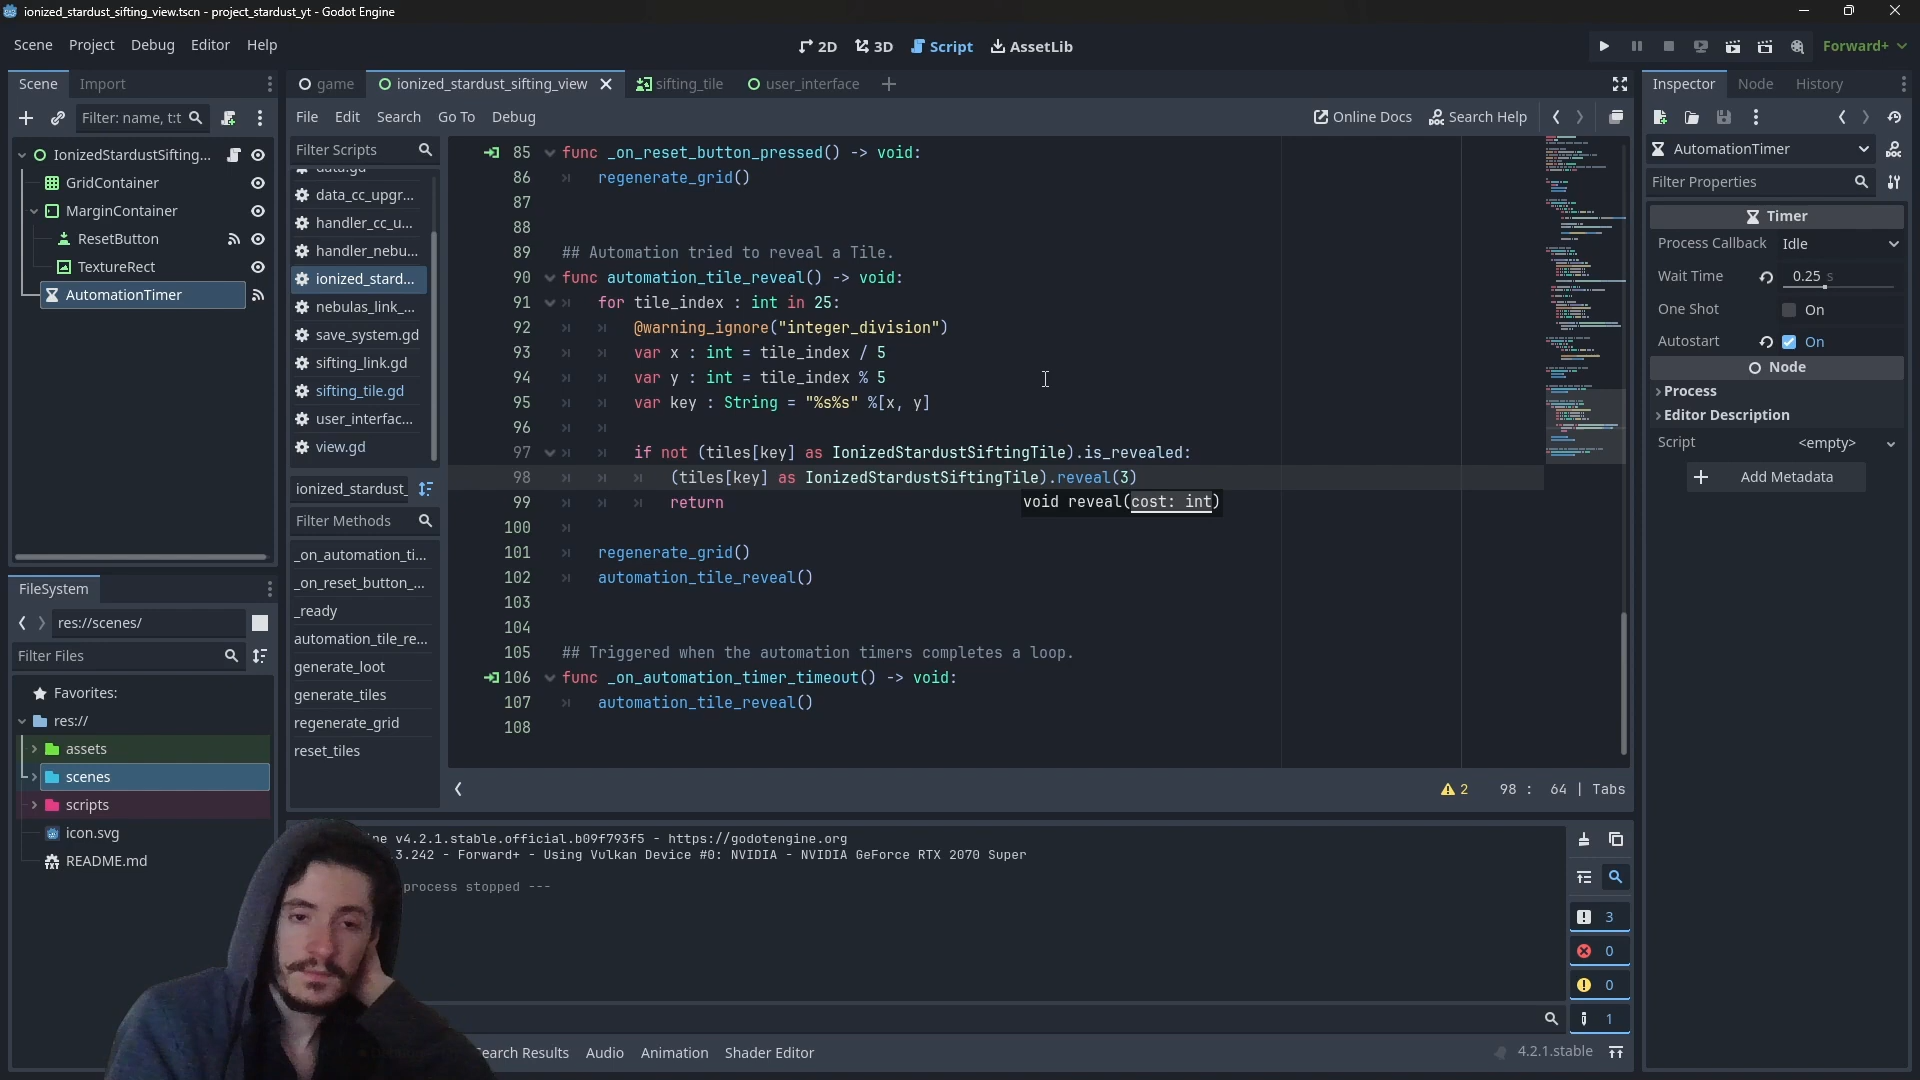 ionized_stardust_sifting_view.tscn - project_stardust_yt - Godot Engine
Scene Project Debug Editor Help
2D 3D Script AssetLib
Forward+
Scene Import
Filter: name, t:t
IonizedStardustSifting...
GridContainer
MarginContainer
ResetButton
TextureRect
AutomationTimer
FileSystem
res://scenes/
Filter Files
Favorites:
res://
assets
scenes
scripts
icon.svg
README.md
game ionized_stardust_sifting_view sifting_tile user_interface
File Edit Search Go To Debug
Online Docs Search Help
Filter Scripts
data.gd
data_cc_upgr...
handler_cc_u...
handler_nebu...
ionized_stard...
nebulas_link_...
save_system.gd
sifting_link.gd
sifting_tile.gd
user_interfac...
view.gd
ionized_stardust_
Filter Methods
_on_automation_ti...
_on_reset_button_...
_ready
automation_tile_re...
generate_loot
generate_tiles
regenerate_grid
reset_tiles
85 func _on_reset_button_pressed() -> void:
86 regenerate_grid()
87
88
89 ## Automation tried to reveal a Tile.
90 func automation_tile_reveal() -> void:
91 for tile_index : int in 25:
92 @warning_ignore("integer_division")
93 var x : int = tile_index / 5
94 var y : int = tile_index % 5
95 var key : String = "%s%s" %[x, y]
96
97 if not (tiles[key] as IonizedStardustSiftingTile).is_revealed:
98 (tiles[key] as IonizedStardustSiftingTile).reveal(3)
99 return
void reveal(cost: int)
100
101 regenerate_grid()
102 automation_tile_reveal()
103
104
105 ## Triggered when the automation timers completes a loop.
106 func _on_automation_timer_timeout() -> void:
107 automation_tile_reveal()
108
2 98 : 64 | Tabs
ne v4.2.1.stable.official.b09f793f5 - https://godotengine.org
.3.242 - Forward+ - Using Vulkan Device #0: NVIDIA - NVIDIA GeForce RTX 2070 Super
process stopped ---
3
0
0
1
Search Results Audio Animation Shader Editor
4.2.1.stable
Inspector Node History
AutomationTimer
Filter Properties
Timer
Process Callback Idle
Wait Time 0.25 s
One Shot On
Autostart On
Node
Process
Editor Description
Script <empty>
Add Metadata